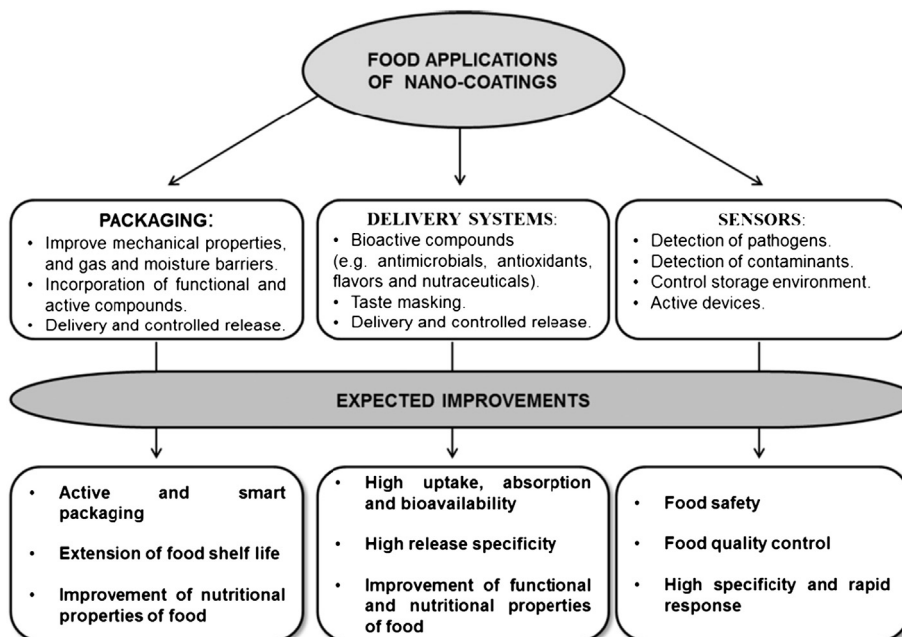 FOOD APPLICATIONS
OF NANO-COATINGS
PACKAGING:
• Improve mechanical properties,
and gas and moisture barriers.
• Incorporation of functional and
active compounds.
• Delivery and controlled release.
DELIVERY SYSTEMS:
• Bioactive compounds
(e.g. antimicrobials, antioxidants,
flavors and nutraceuticals).
• Taste masking.
• Delivery and controlled release.
SENSORS:
• Detection of pathogens.
• Detection of contaminants.
• Control storage environment.
• Active devices.
EXPECTED IMPROVEMENTS
• Active and smart
packaging
• Extension of food shelf life
• Improvement of nutritional
properties of food
• High uptake, absorption
and bioavailability
• High release specificity
• Improvement of functional
and nutritional properties
of food
• Food safety
• Food quality control
• High specificity and rapid
response